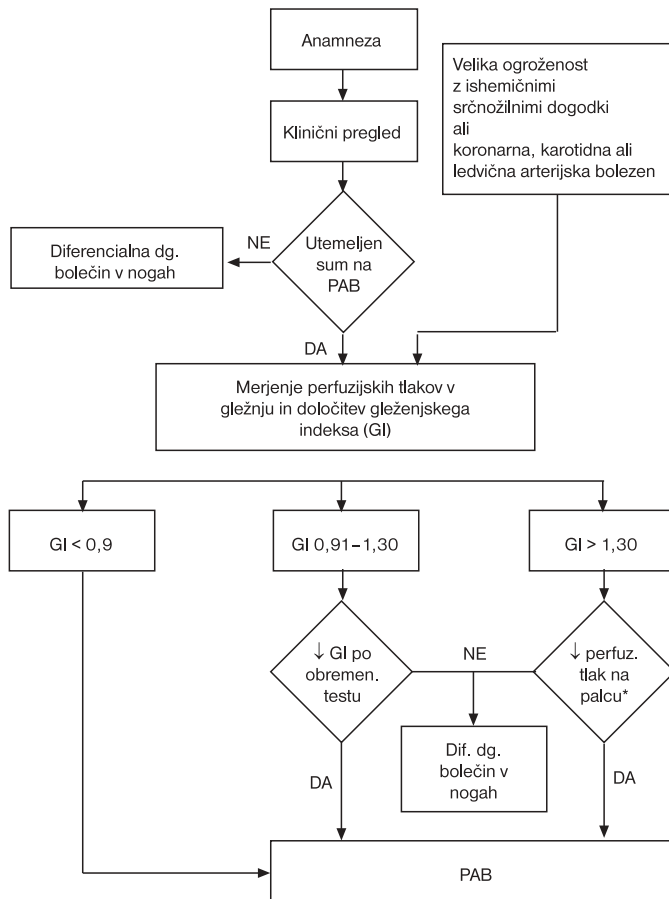 Anamneza
Velika ogroženost
z ishemičnimi
srčnožilnimi dogodki
ali
koronarna, karotidna ali
ledvična arterijska bolezen
Klinični pregled
Utemeljen
sum na
PAB
NE
Diferencialna dg.
bolečin v nogah
DA
Merjenje perfuzijskih tlakov v
gležnju in določitev gleženjskega
indeksa (GI)
GI < 0,9
GI 0,91–1,30
GI > 1,30
↓ GI po
obremen.
testu
NE
↓ perfuz.
tlak na
palcu*
Dif. dg.
bolečin v
nogah
DA
DA
PAB